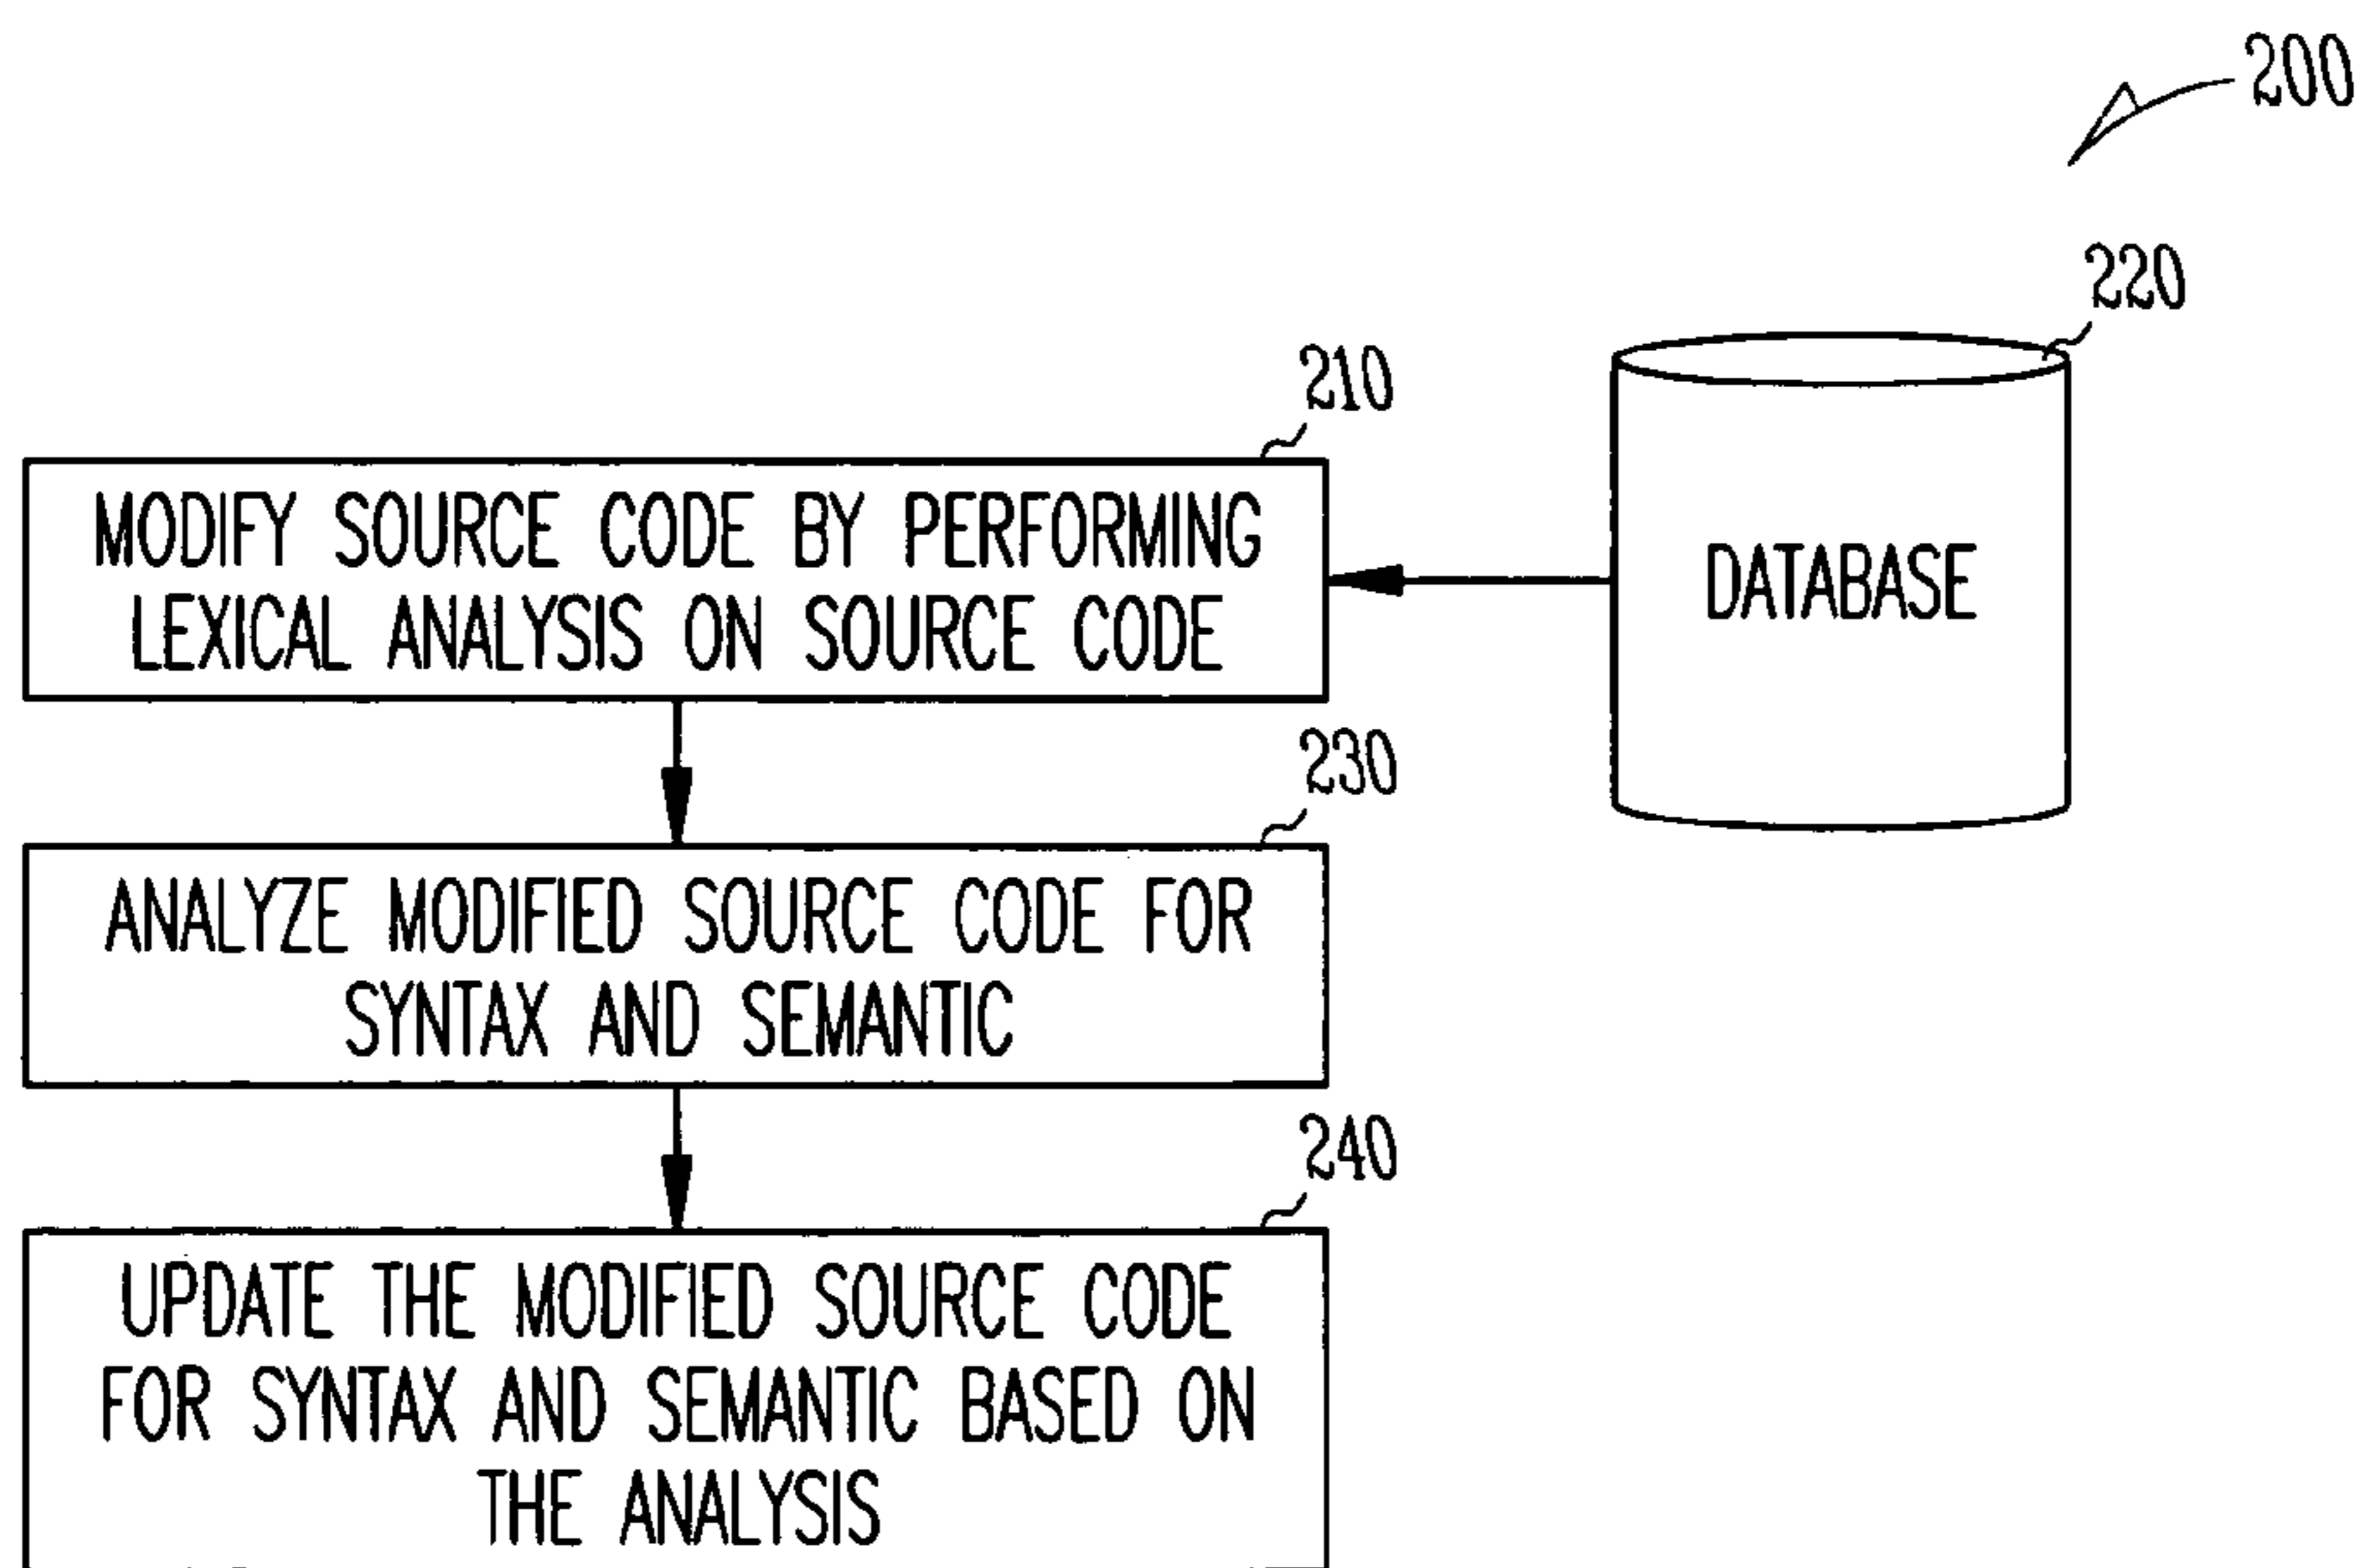 200
220
210
MODIFY SOURCE CODE BY PERFORMING
LEXICAL ANALYSIS ON SOURCE CODE
DATABASE
230
ANALYZE MODIFIED SOURCE CODE FOR
SYNTAX AND SEMANTIC
240
UPDATE THE MODIFIED SOURCE CODE
FOR SYNTAX AND SEMANTIC BASED ON
THE ANALYSIS